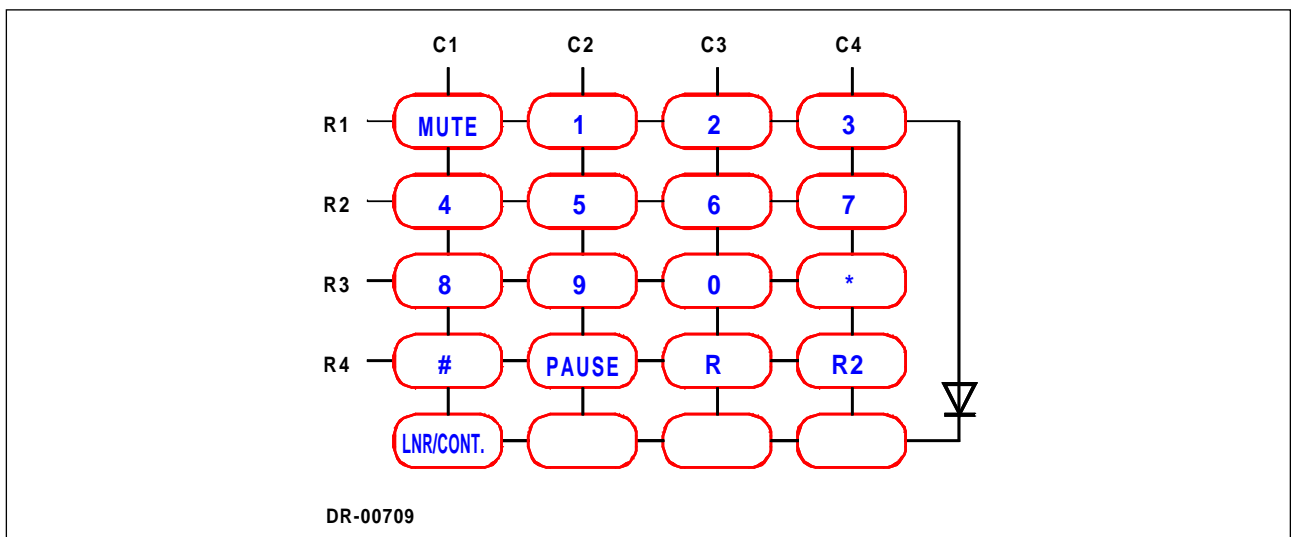 C1 C2 C3 C4
R1 MUTE 1 2 3
R2 4 5 6 7
R3 8 9 0 *
R4 # PAUSE R R2
LNR/CONT.
DR-00709